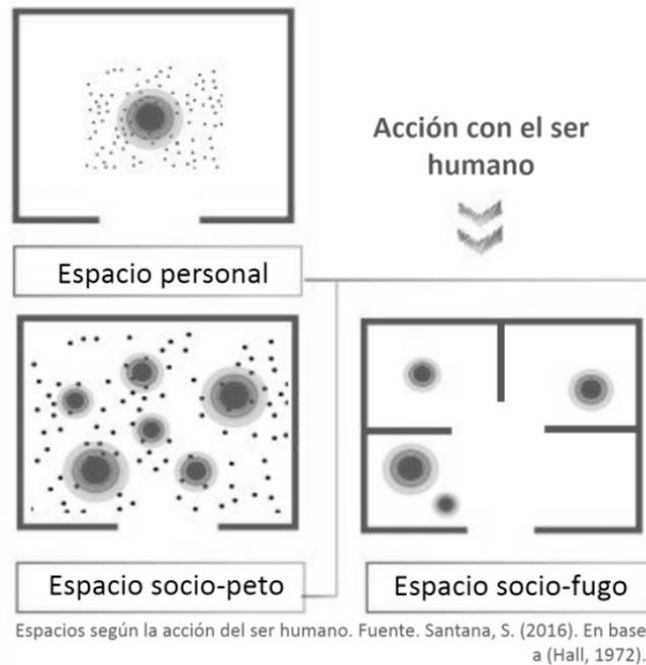 Acción con el ser
humano
Espacio personal
Espacio socio-peto
Espacio socio-fugo
Espacios según la acción del ser humano. Fuente. Santana, S. (2016). En base
a (Hall, 1972).